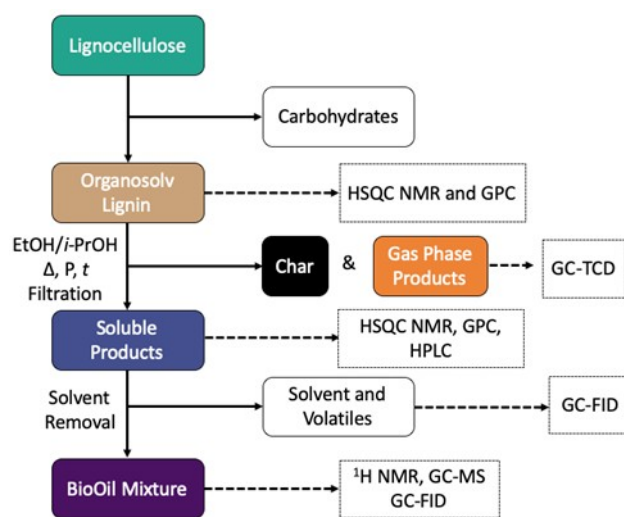 Lignocellulose
Carbohydrates
Organosolv
Lignin
HSQC NMR and GPC
EtOH/i-PrOH
Δ, P, t
Filtration
Char
&
Gas Phase
Products
GC-TCD
Soluble
Products
HSQC NMR, GPC,
HPLC
Solvent
Removal
Solvent and
Volatiles
GC-FID
BioOil Mixture
¹H NMR, GC-MS
GC-FID